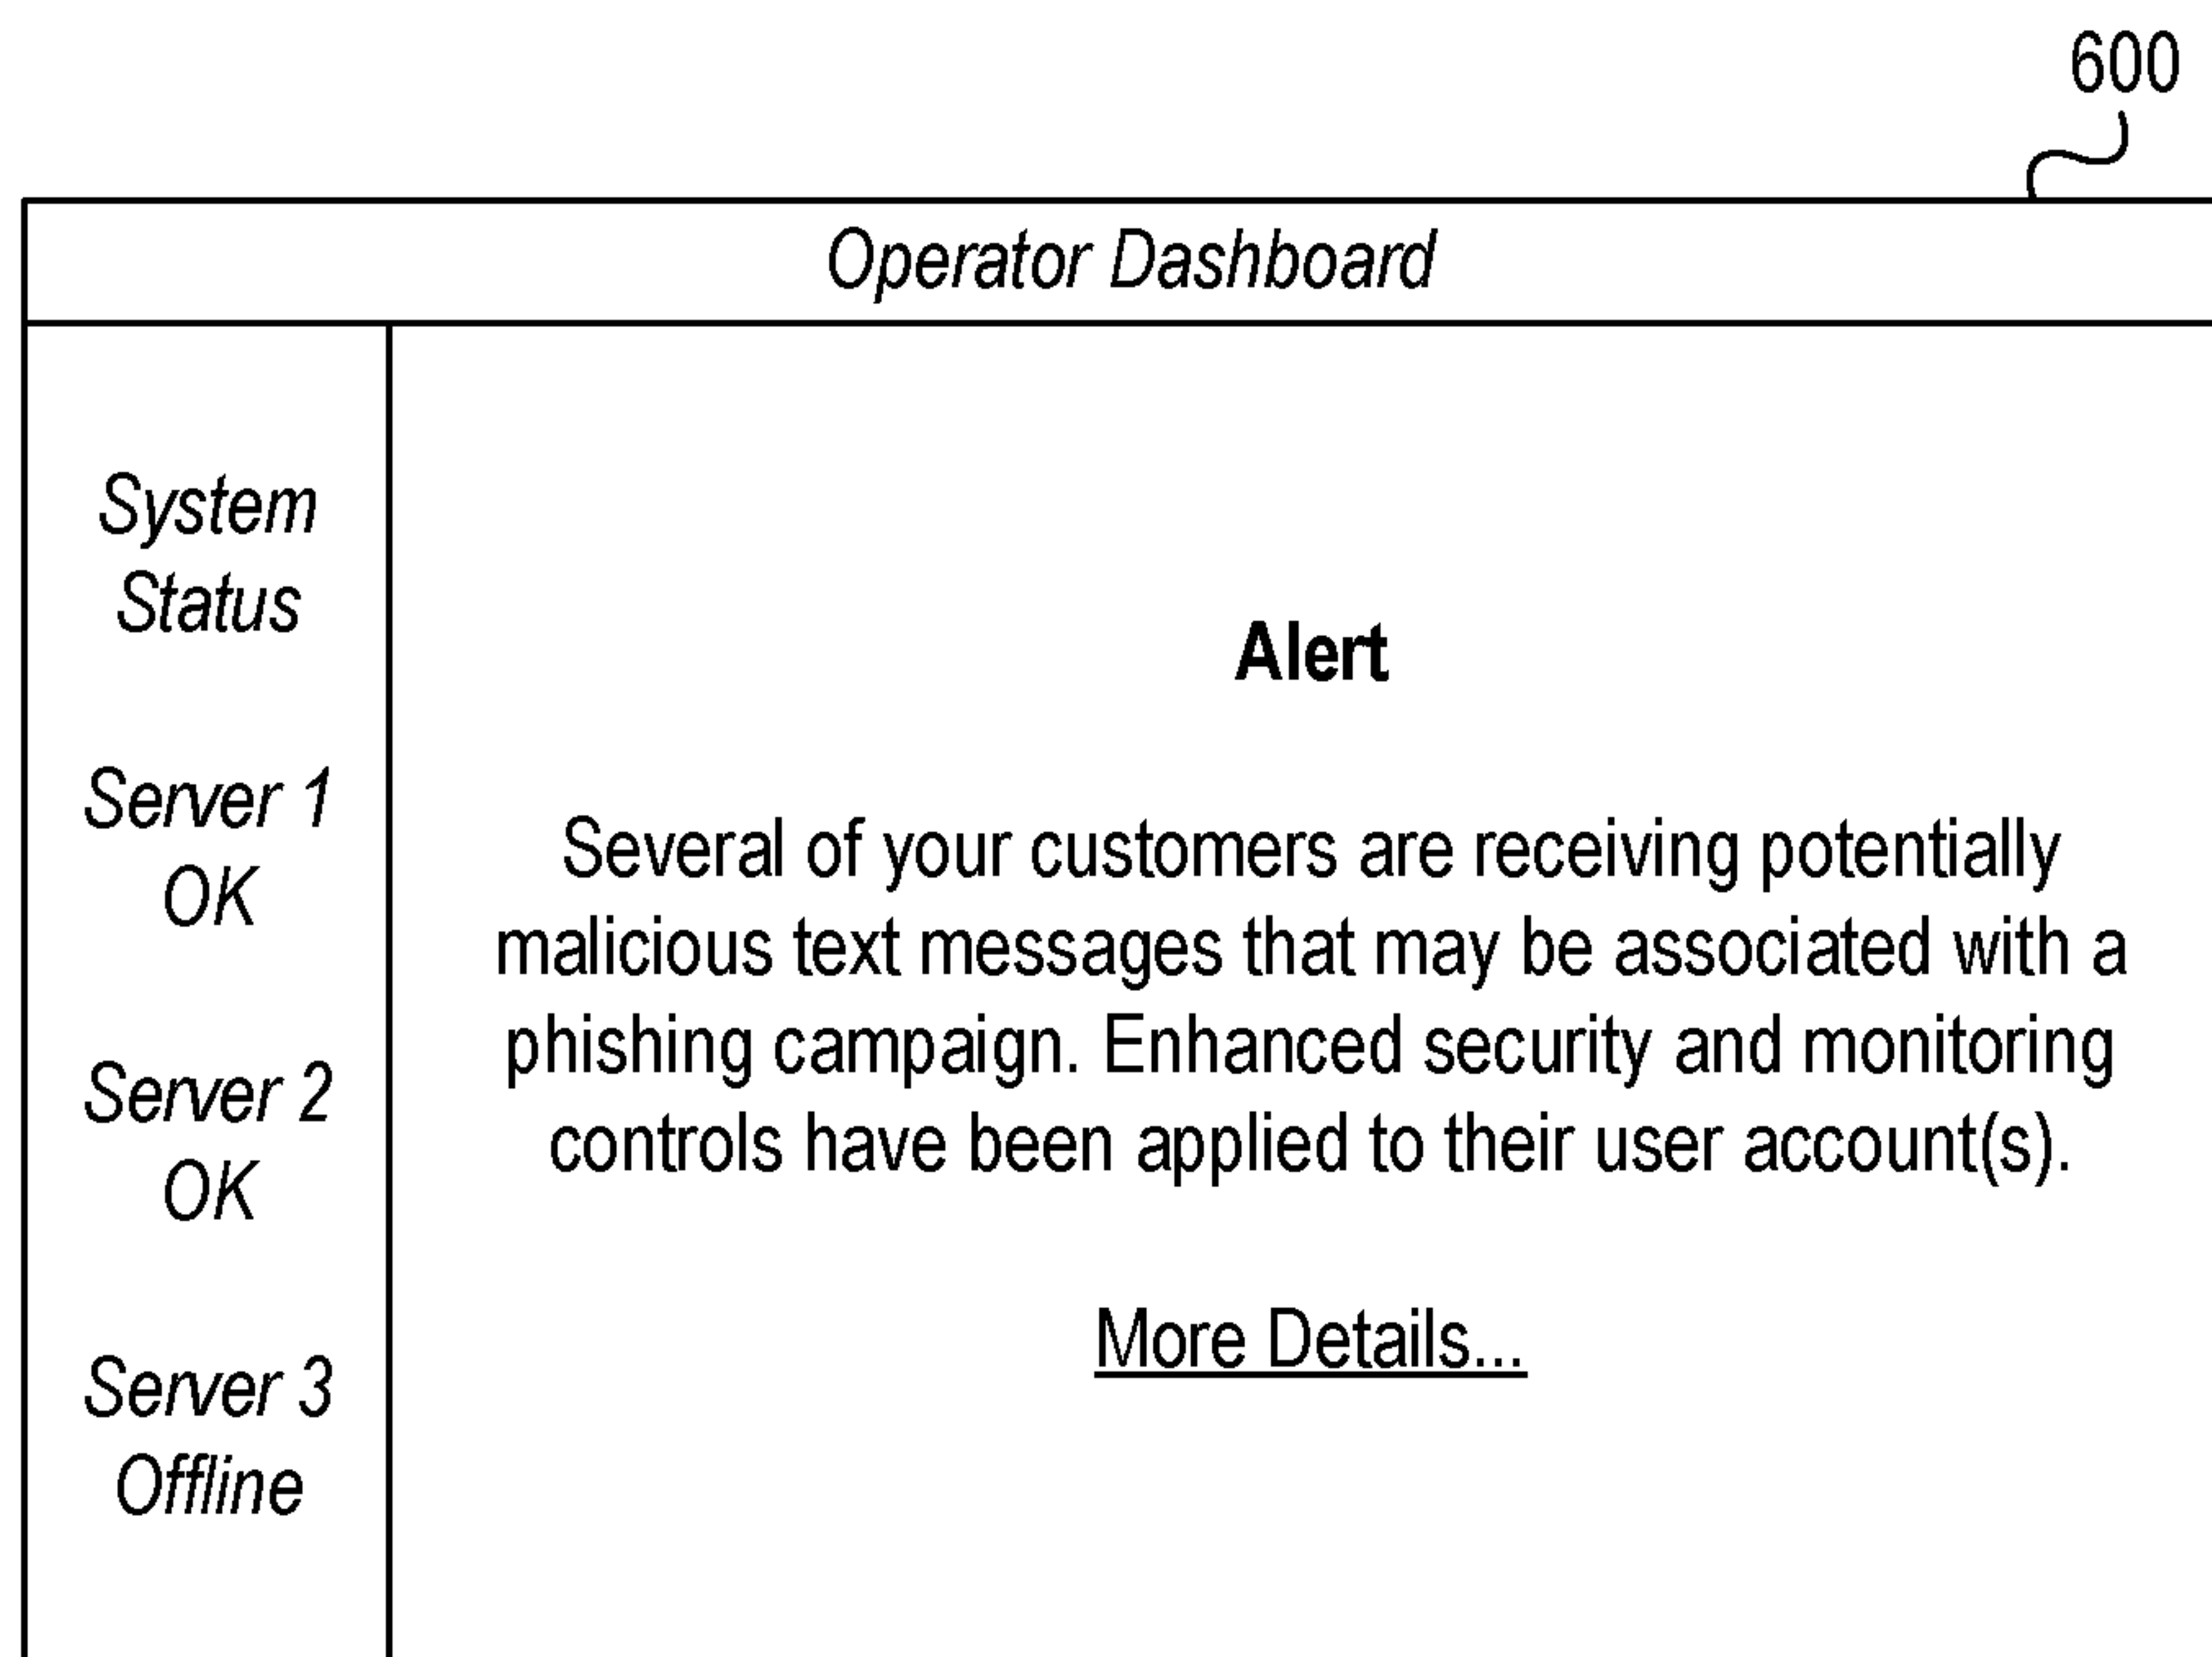 600
Operator Dashboard
System
Status
Server 1
OK
Server 2
OK
Server 3
Offline
Alert
Several of your customers are receiving potentially
malicious text messages that may be associated with a
phishing campaign. Enhanced security and monitoring
controls have been applied to their user account(s).
More Details...